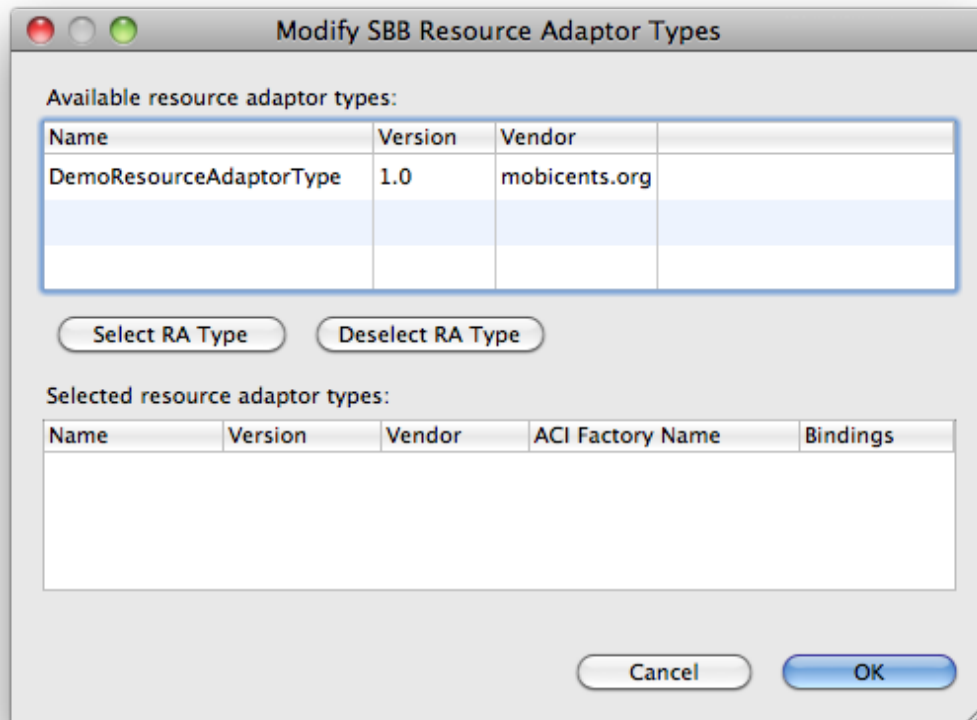 Modify SBB Resource Adaptor Types
Available resource adaptor types:
Name Version Vendor
DemoResourceAdaptorType 1.0 mobicents.org
Select RA Type Deselect RA Type
Selected resource adaptor types:
Name Version Vendor ACI Factory Name Bindings
Cancel OK